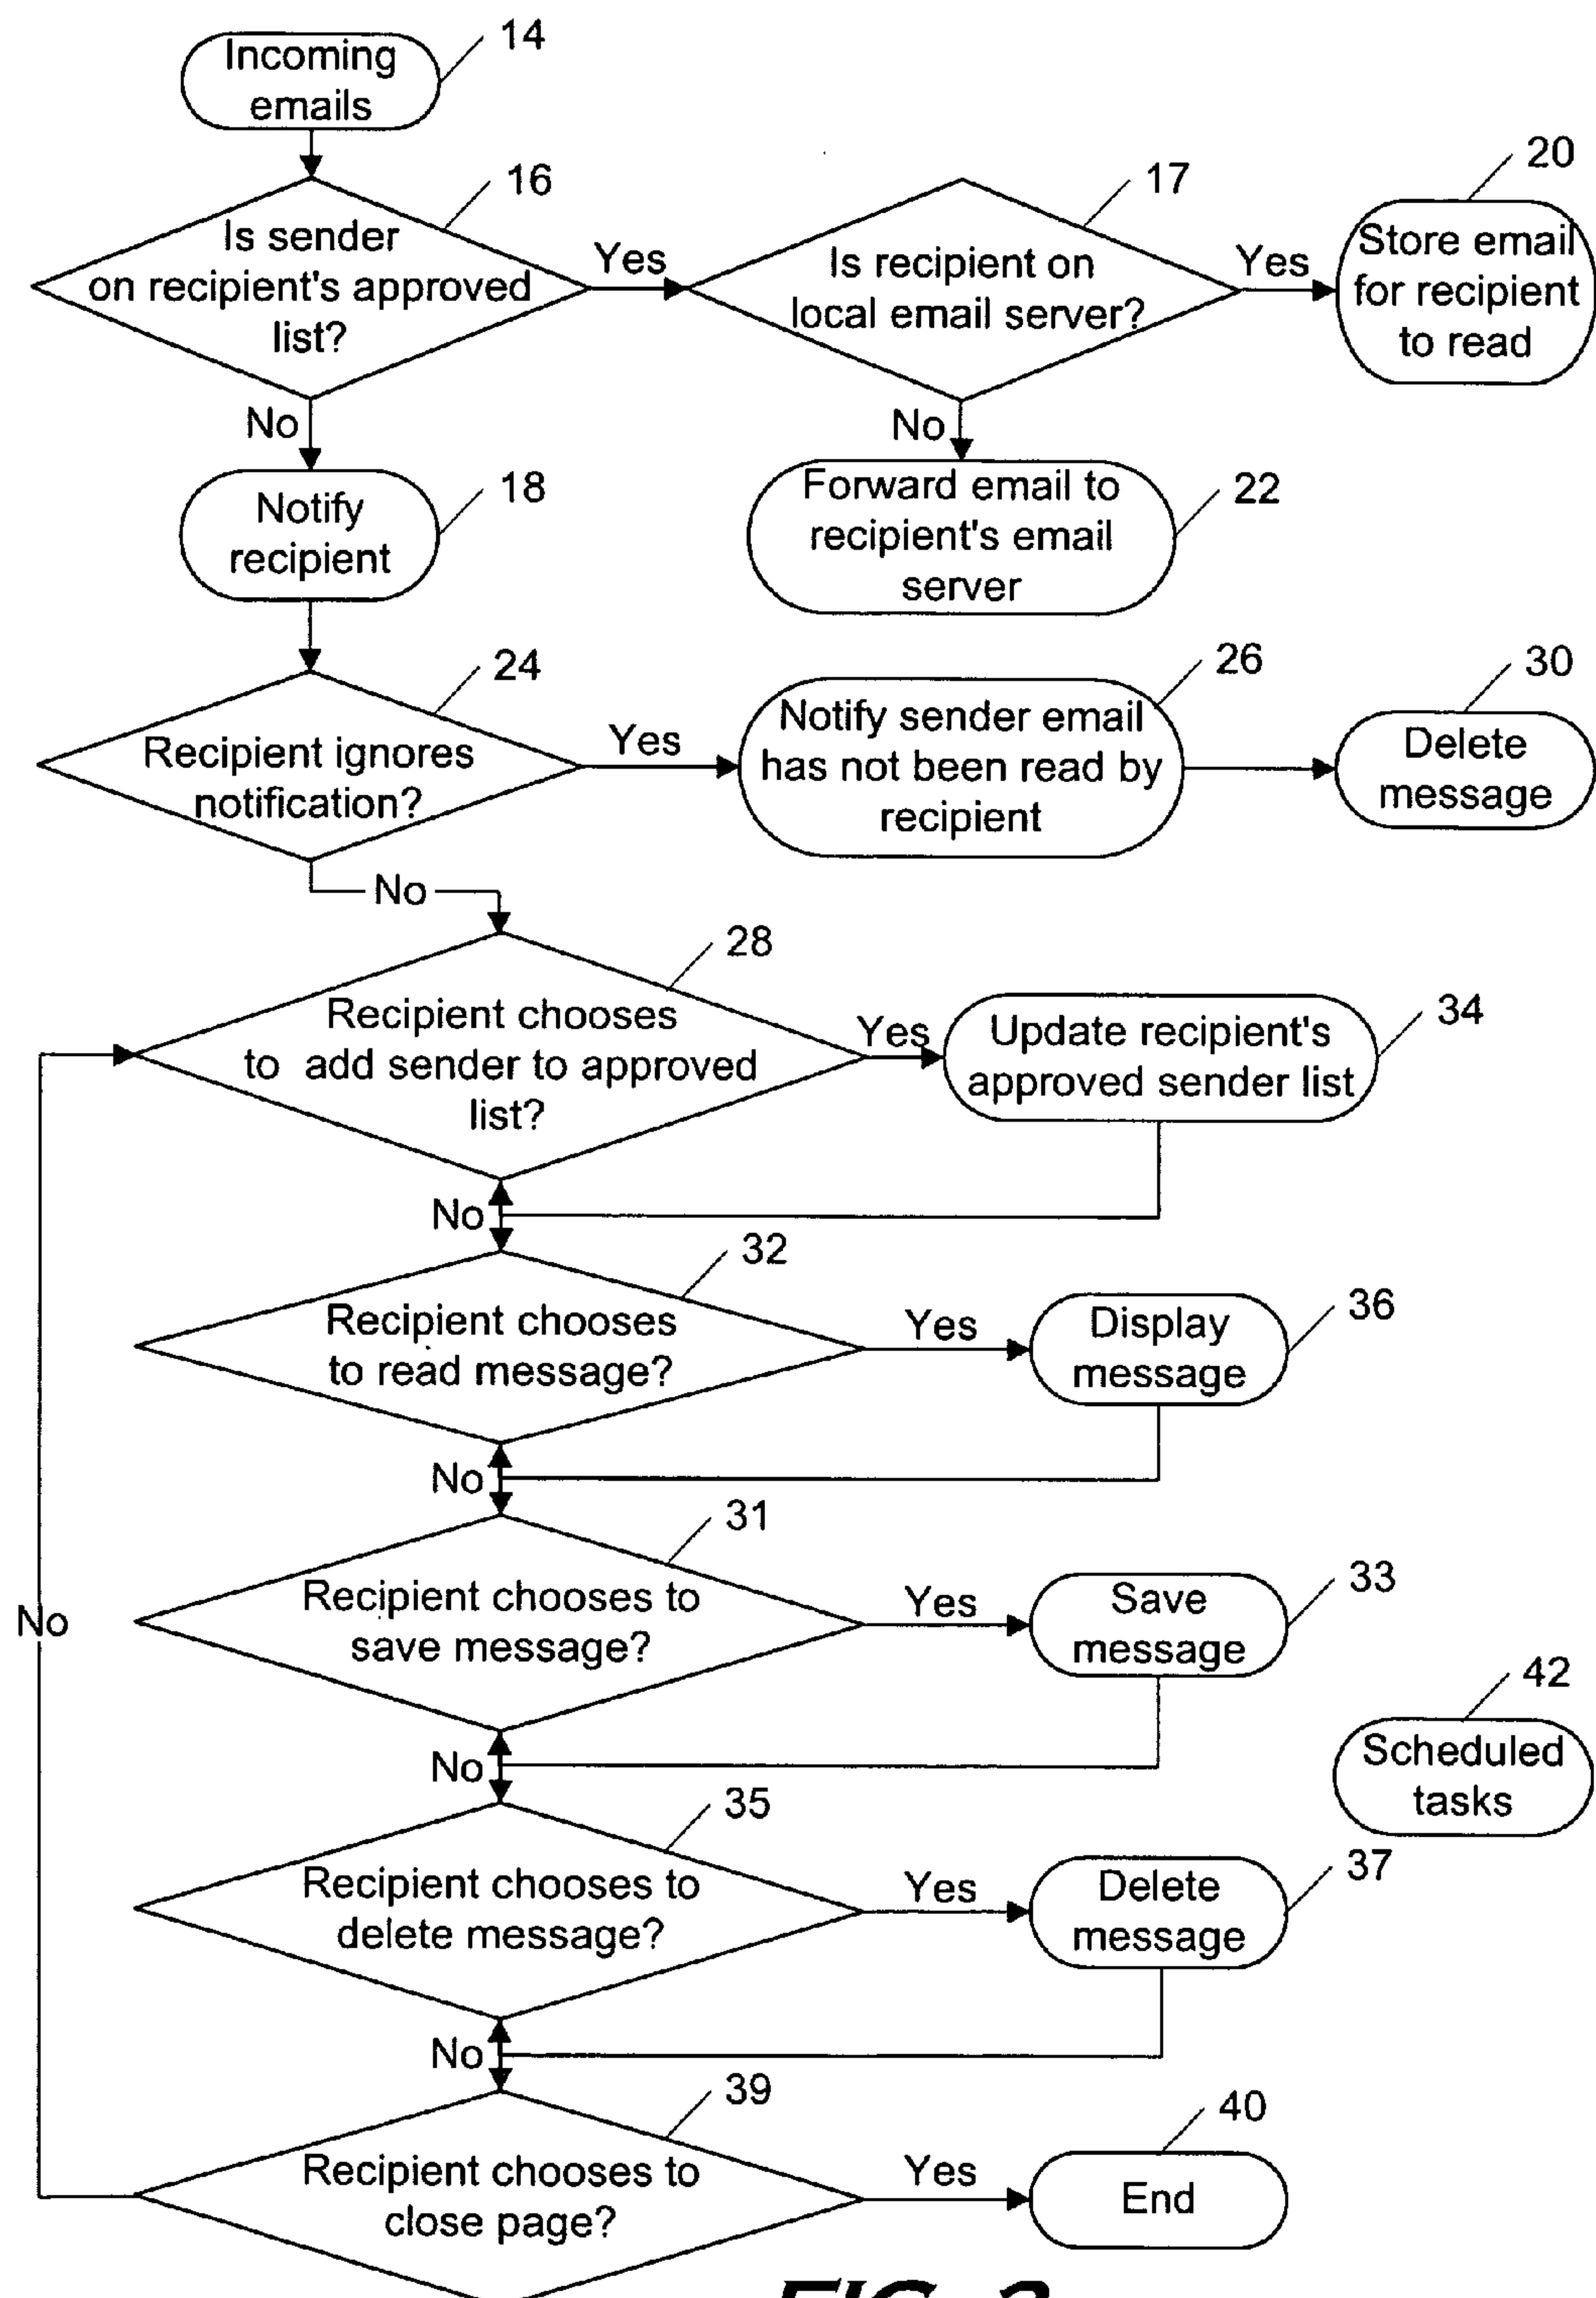 14
Incoming
emails
16
Is sender
on recipient's approved
list?
Yes
17
Is recipient on
local email server?
Yes
20
Store email
for recipient
to read
No
No
18
Notify
recipient
Forward email to
recipient's email
server
22
24
Recipient ignores
notification?
Yes
26
Notify sender email
has not been read by
recipient
30
Delete
message
No
28
Recipient chooses
to add sender to approved
list?
Yes
34
Update recipient's
approved sender list
No
32
Recipient chooses
to read message?
Yes
36
Display
message
No
31
Recipient chooses to
save message?
Yes
33
Save
message
No
42
Scheduled
tasks
No
35
Recipient chooses to
delete message?
Yes
37
Delete
message
No
39
Recipient chooses to
close page?
Yes
40
End